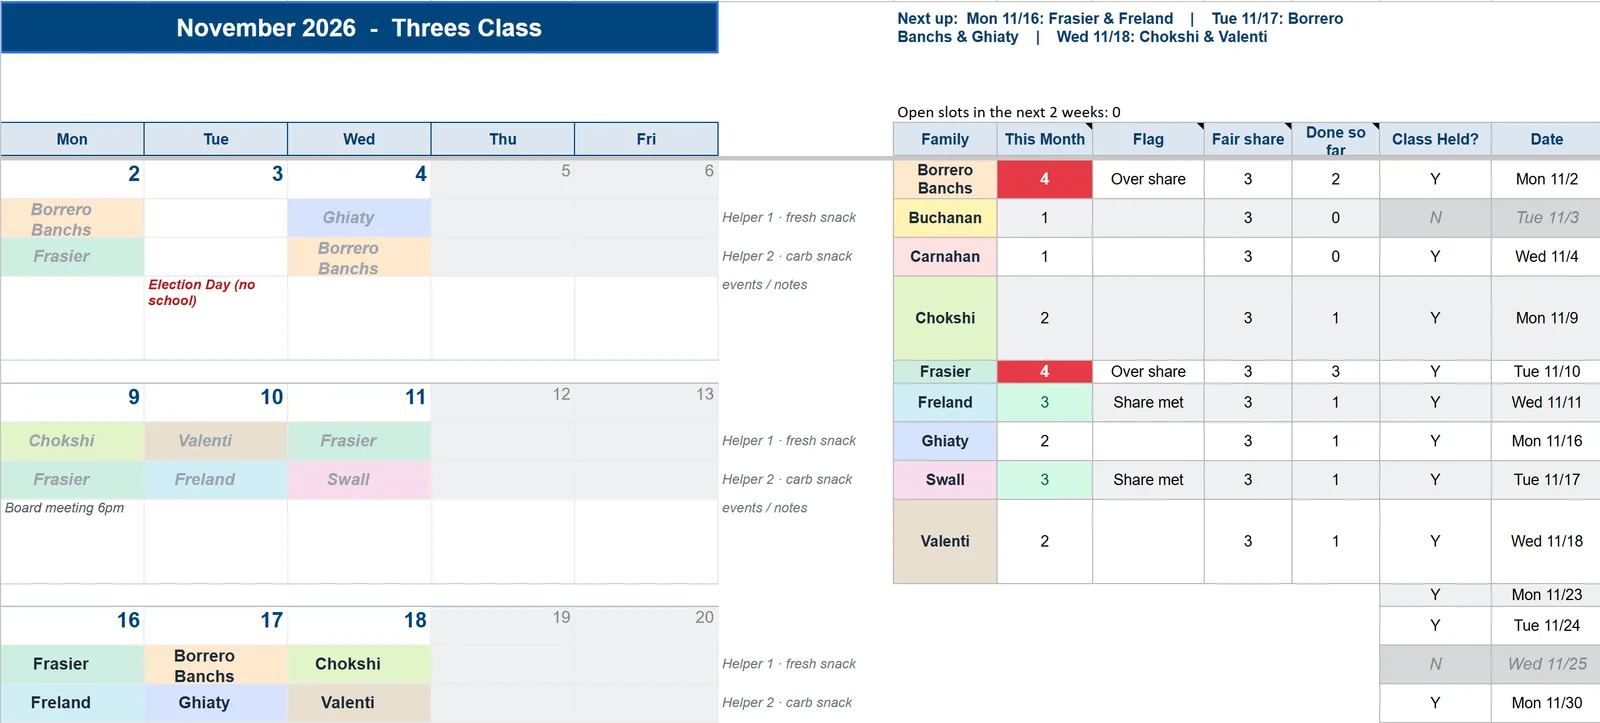 November 2026 - Threes Class
Next up: Mon 11/16: Frasier & Freland | Tue 11/17: Borrero
Banchs & Ghiaty | Wed 11/18: Chokshi & Valenti
Open slots in the next 2 weeks: 0
Mon Tue Wed Thu Fri
2 3 4 5 6
Borrero
Banchs
Ghiaty
Helper 1 · fresh snack
Frasier
Borrero
Banchs
Helper 2 · carb snack
Election Day (no
school)
events / notes
9 10 11 12 13
Chokshi Valenti Frasier Helper 1 · fresh snack
Frasier Freland Swall Helper 2 · carb snack
Board meeting 6pm events / notes
16 17 18 19 20
Frasier
Borrero
Banchs
Chokshi
Helper 1 · fresh snack
Freland Ghiaty Valenti Helper 2 · carb snack
Family This Month Flag Fair share Done so
far
Class Held? Date
Borrero
Banchs
4 Over share 3 2 Y Mon 11/2
Buchanan 1 3 0 N Tue 11/3
Carnahan 1 3 0 Y Wed 11/4
Chokshi 2 3 1 Y Mon 11/9
Frasier 4 Over share 3 3 Y Tue 11/10
Freland 3 Share met 3 1 Y Wed 11/11
Ghiaty 2 3 1 Y Mon 11/16
Swall 3 Share met 3 1 Y Tue 11/17
Valenti 2 3 1 Y Wed 11/18
Y Mon 11/23
Y Tue 11/24
N Wed 11/25
Y Mon 11/30